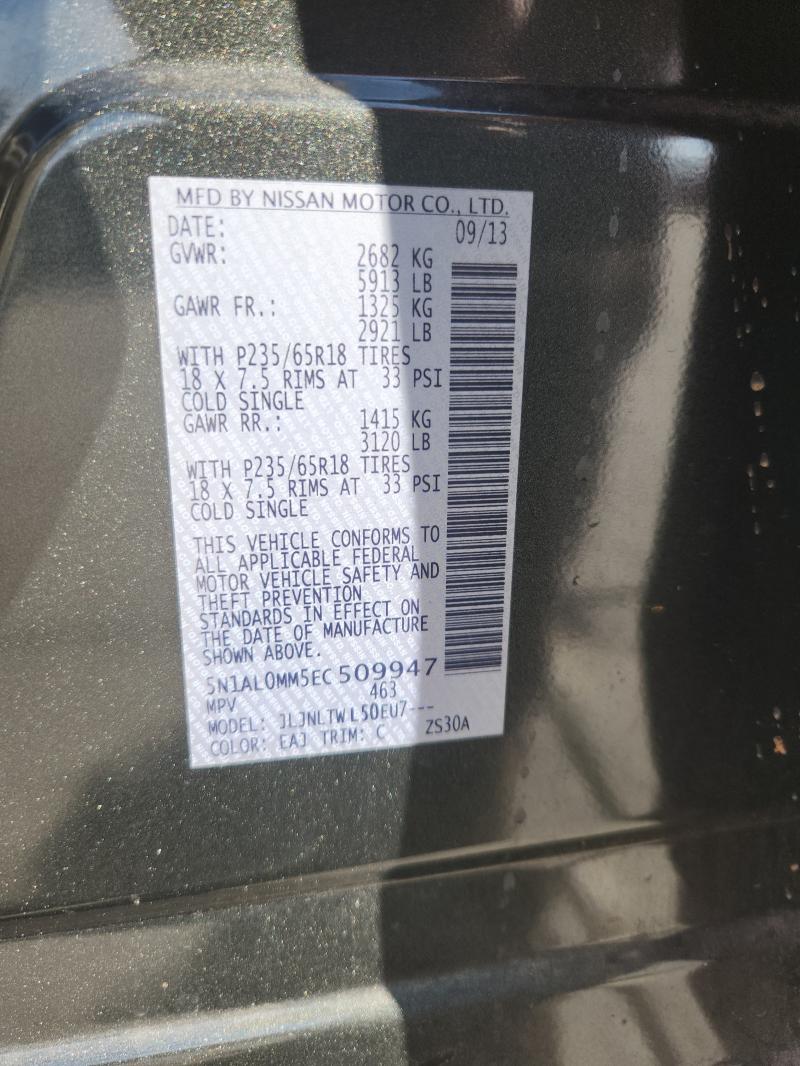 MFD BY NISSAN MOTOR CO., LTD.
DATE: 09/13
GVWR: 2682 KG
5913 LB
GAWR FR.: 1325 KG
2921 LB
WITH P235/65R18 TIRES
18 X 7.5 RIMS AT 33 PSI
COLD SINGLE
GAWR RR.: 1415 KG
3120 LB
WITH P235/65R18 TIRES
18 X 7.5 RIMS AT 33 PSI
COLD SINGLE
THIS VEHICLE CONFORMS TO
ALL APPLICABLE FEDERAL
MOTOR VEHICLE SAFETY AND
THEFT PREVENTION
STANDARDS IN EFFECT ON
THE DATE OF MANUFACTURE
SHOWN ABOVE.
5N1AL0MM5EC509947
MPV 463
MODEL: JLJNLTWL50EU7---
COLOR: EAJ TRIM: C ZS30A